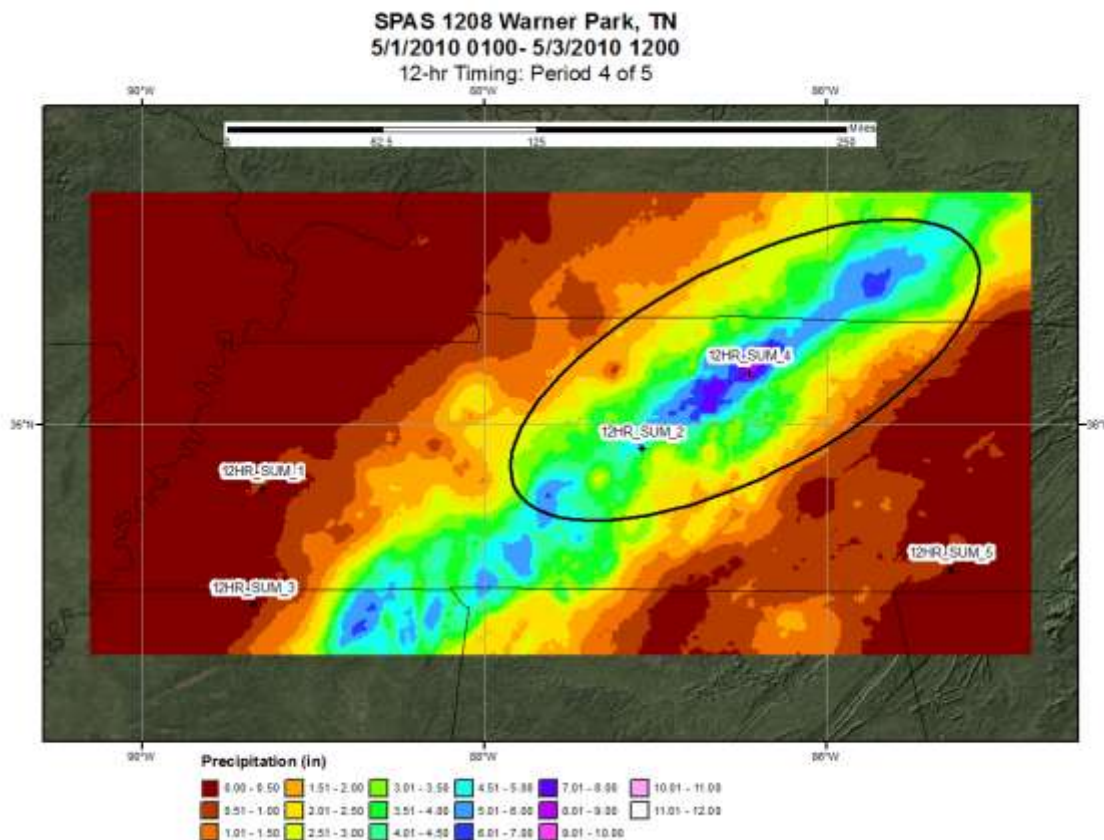 SPAS 1208 Warner Park, TN
5/1/2010 0100- 5/3/2010 1200
12-hr Timing: Period 4 of 5
90°W 88°W 86°W
Miles
0 62.5 125 250
12HR_SUM_4
36°N 12HR_SUM_2 36°N
12HR_SUM_1
12HR_SUM_5
12HR_SUM_3
90°W 88°W 86°W
Precipitation (in)
0.00 - 0.50 1.51 - 2.00 3.01 - 3.50 4.51 - 5.00 7.01 - 8.00 10.01 - 11.00
0.51 - 1.00 2.01 - 2.50 3.51 - 4.00 5.01 - 6.00 8.01 - 9.00 11.01 - 12.00
1.01 - 1.50 2.51 - 3.00 4.01 - 4.50 6.01 - 7.00 9.01 - 10.00